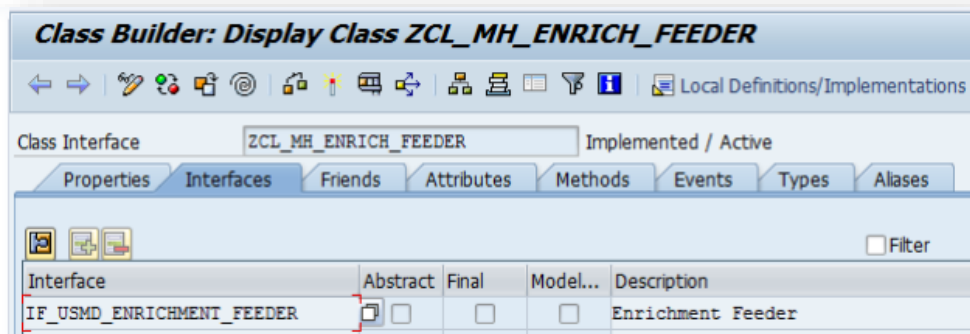 Class Builder: Display Class ZCL_MH_ENRICH_FEEDER
Local Definitions/Implementations
Class Interface ZCL_MH_ENRICH_FEEDER Implemented / Active
Properties Interfaces Friends Attributes Methods Events Types Aliases
Filter
Interface Abstract Final Model... Description
IF_USMD_ENRICHMENT_FEEDER Enrichment Feeder